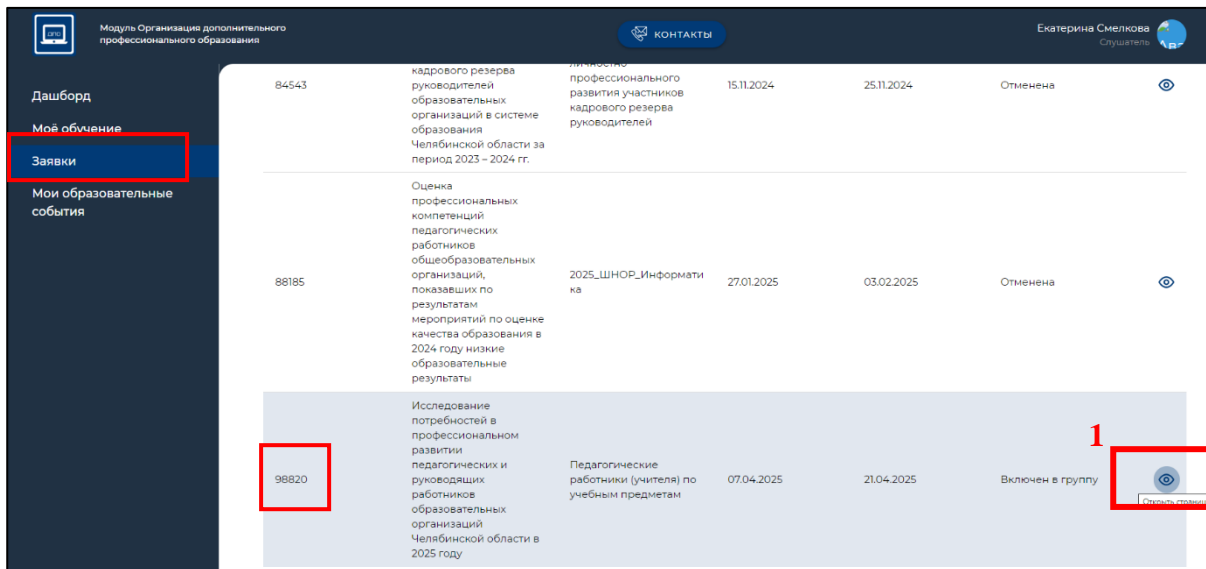 опо
Модуль Организация дополнительного
профессионального образования
КОНТАКТЫ
Екатерина Смелкова
Слушатель
Дашборд
Моё обучение
Заявки
Мои образовательные
события
84543
кадрового резерва
руководителей
образовательных
организаций в системе
образования
Челябинской области за
период 2023 – 2024 гг.
личностно
профессионального
развития участников
кадрового резерва
руководителей
15.11.2024
25.11.2024
Отменена
88185
Оценка
профессиональных
компетенций
педагогических
работников
общеобразовательных
организаций,
показавших по
результатам
мероприятий по оценке
качества образования в
2024 году низкие
образовательные
результаты
2025_ШНОР_Информати
ка
27.01.2025
03.02.2025
Отменена
98820
Исследование
потребностей в
профессиональном
развитии
педагогических и
руководящих
работников
образовательных
организаций
Челябинской области в
2025 году
Педагогические
работники (учителя) по
учебным предметам
07.04.2025
21.04.2025
Включен в группу
1
Открыть страниц